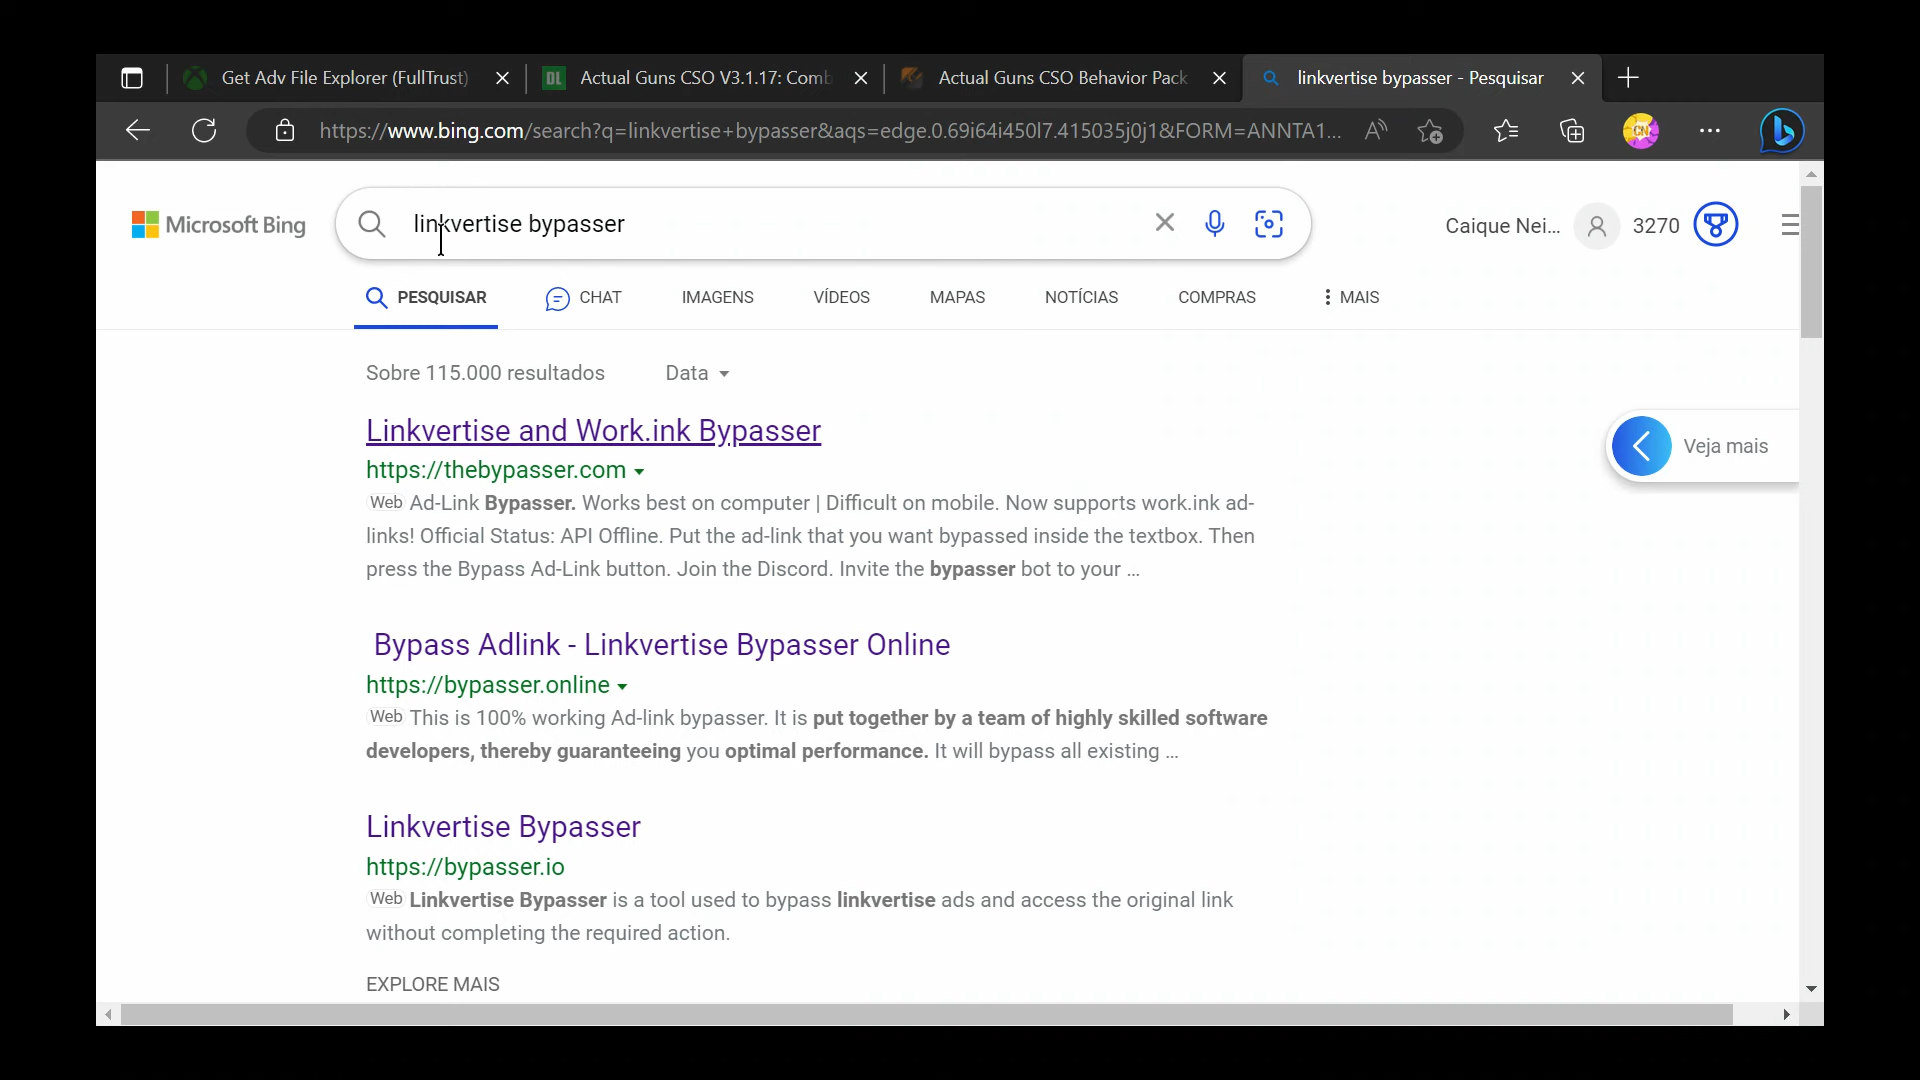 Get Adv File Explorer (FullTrust)
DL Actual Guns CSO V3.1.17: Comb
Actual Guns CSO Behavior Pack
linkvertise bypasser - Pesquisar
https://www.bing.com/search?q=linkvertise+bypasser&aqs=edge.0.69i64i450l7.415035j0j1&FORM=ANNTA1...
CN
Microsoft Bing
linkvertise bypasser
Caique Nei...
3270
PESQUISAR
CHAT
IMAGENS
VÍDEOS
MAPAS
NOTÍCIAS
COMPRAS
MAIS
Sobre 115.000 resultados
Data
Linkvertise and Work.ink Bypasser
https://thebypasser.com
Web Ad-Link Bypasser. Works best on computer | Difficult on mobile. Now supports work.ink ad-
links! Official Status: API Offline. Put the ad-link that you want bypassed inside the textbox. Then
press the Bypass Ad-Link button. Join the Discord. Invite the bypasser bot to your ...
Veja mais
Bypass Adlink - Linkvertise Bypasser Online
https://bypasser.online
Web This is 100% working Ad-link bypasser. It is put together by a team of highly skilled software
developers, thereby guaranteeing you optimal performance. It will bypass all existing ...
Linkvertise Bypasser
https://bypasser.io
Web Linkvertise Bypasser is a tool used to bypass linkvertise ads and access the original link
without completing the required action.
EXPLORE MAIS